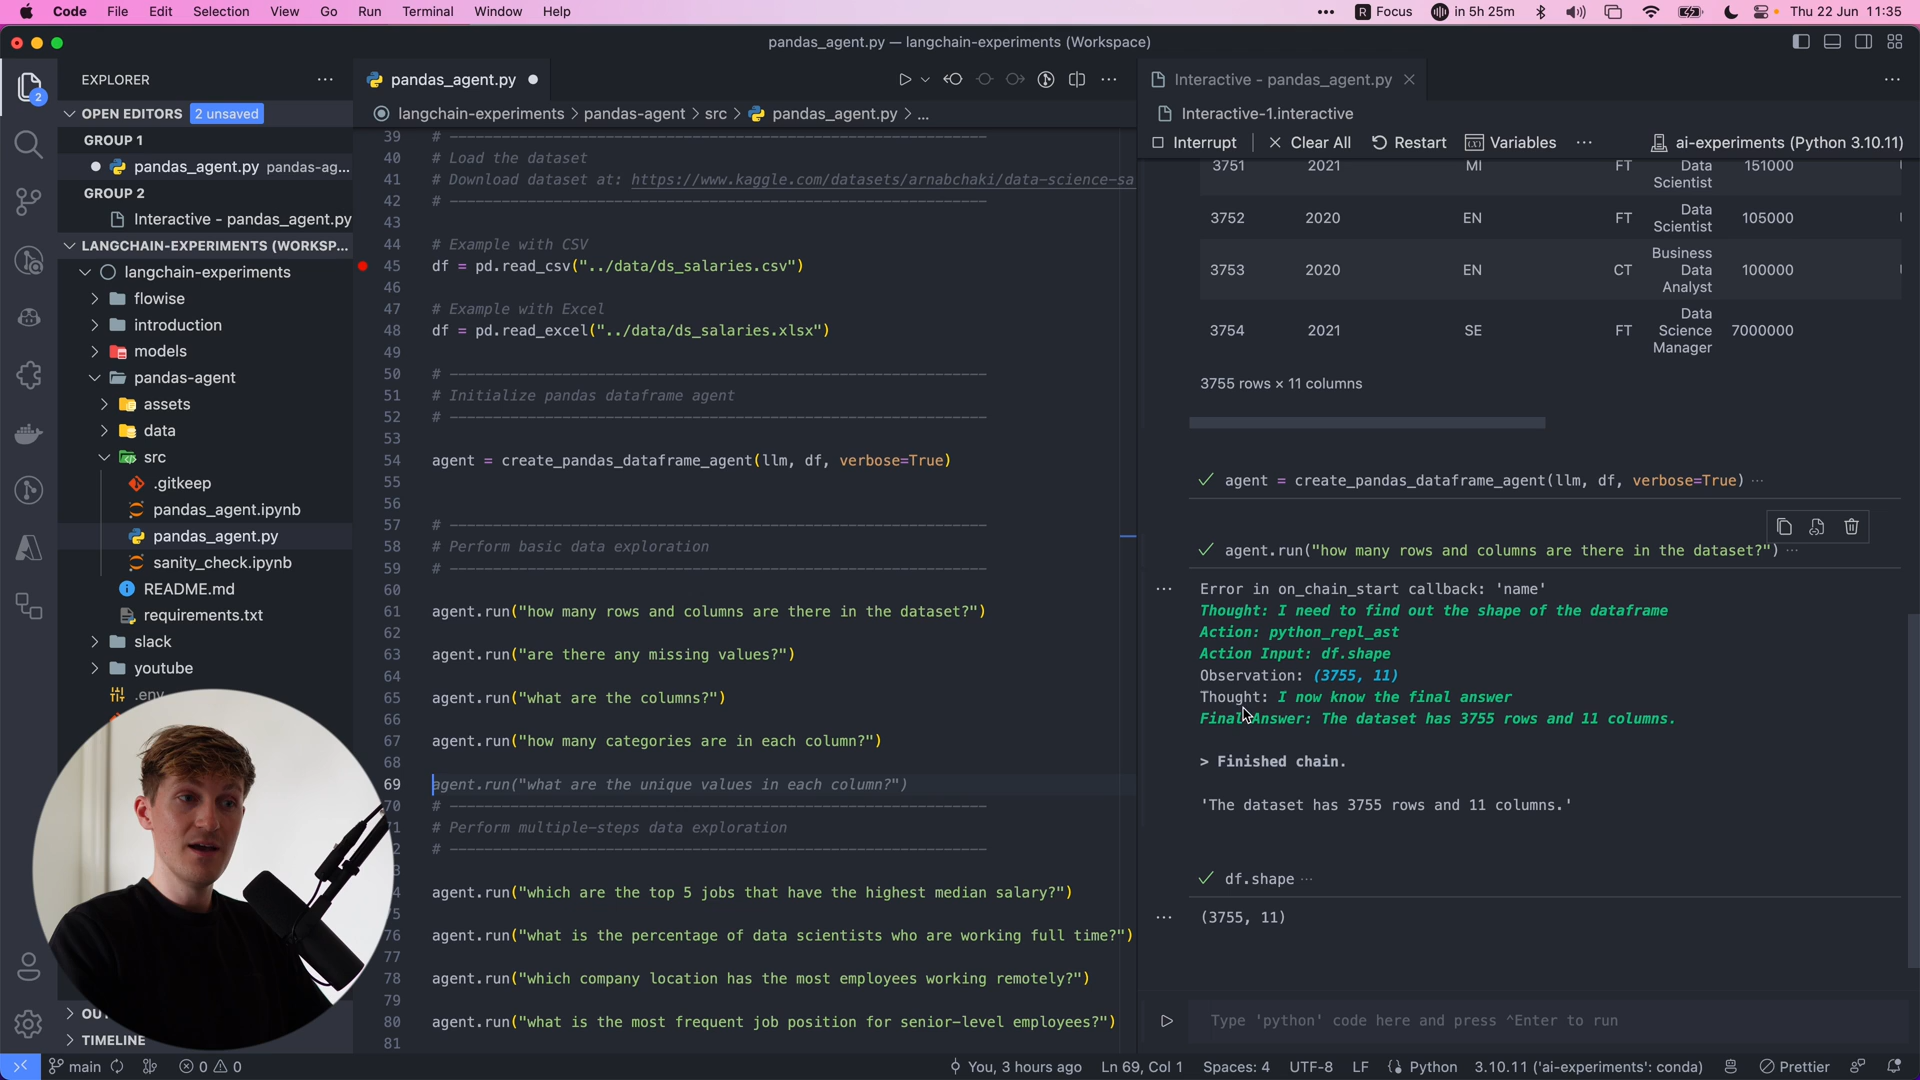 Code File Edit Selection View Go Run Terminal Window Help
Focus in 5h 25m Thu 22 Jun 11:35
pandas_agent.py — langchain-experiments (Workspace)
EXPLORER
OPEN EDITORS 2 unsaved
GROUP 1
pandas_agent.py pandas-ag...
GROUP 2
Interactive - pandas_agent.py
LANGCHAIN-EXPERIMENTS (WORKSP...
langchain-experiments
flowise
introduction
models
pandas-agent
assets
data
src
.gitkeep
pandas_agent.ipynb
pandas_agent.py
sanity_check.ipynb
README.md
requirements.txt
slack
youtube
.env
TIMELINE
pandas_agent.py
langchain-experiments > pandas-agent > src > pandas_agent.py > ...
39 # ---
40 # Load the dataset
41 # Download dataset at: https://www.kaggle.com/datasets/arnabchaki/data-science-sa
42 # ---
43
44 # Example with CSV
45 df = pd.read_csv("../data/ds_salaries.csv")
46
47 # Example with Excel
48 df = pd.read_excel("../data/ds_salaries.xlsx")
49
50 # ---
51 # Initialize pandas dataframe agent
52 # ---
53
54 agent = create_pandas_dataframe_agent(llm, df, verbose=True)
55
56
57 # ---
58 # Perform basic data exploration
59 # ---
60
61 agent.run("how many rows and columns are there in the dataset?")
62
63 agent.run("are there any missing values?")
64
65 agent.run("what are the columns?")
66
67 agent.run("how many categories are in each column?")
68
69 agent.run("what are the unique values in each column?")
70 # ---
71 # Perform multiple-steps data exploration
2 # ---
3
4 agent.run("which are the top 5 jobs that have the highest median salary?")
75
76 agent.run("what is the percentage of data scientists who are working full time?")
77
78 agent.run("which company location has the most employees working remotely?")
79
80 agent.run("what is the most frequent job position for senior-level employees?")
81
Interactive - pandas_agent.py
Interactive-1.interactive
Interrupt Clear All Restart Variables ai-experiments (Python 3.10.11)
3751 2021 MI FT Data Scientist 151000
3752 2020 EN FT Data Scientist 105000
3753 2020 EN CT Business Data Analyst 100000
3754 2021 SE FT Data Science Manager 7000000
3755 rows × 11 columns
agent = create_pandas_dataframe_agent(llm, df, verbose=True) ...
agent.run("how many rows and columns are there in the dataset?") ...
Error in on_chain_start callback: 'name'
Thought: I need to find out the shape of the dataframe
Action: python_repl_ast
Action Input: df.shape
Observation: (3755, 11)
Thought: I now know the final answer
Final Answer: The dataset has 3755 rows and 11 columns.
> Finished chain.
'The dataset has 3755 rows and 11 columns.'
df.shape ...
(3755, 11)
Type 'python' code here and press ^Enter to run
main 0 0 You, 3 hours ago Ln 69, Col 1 Spaces: 4 UTF-8 LF Python 3.10.11 ('ai-experiments': conda) Prettier